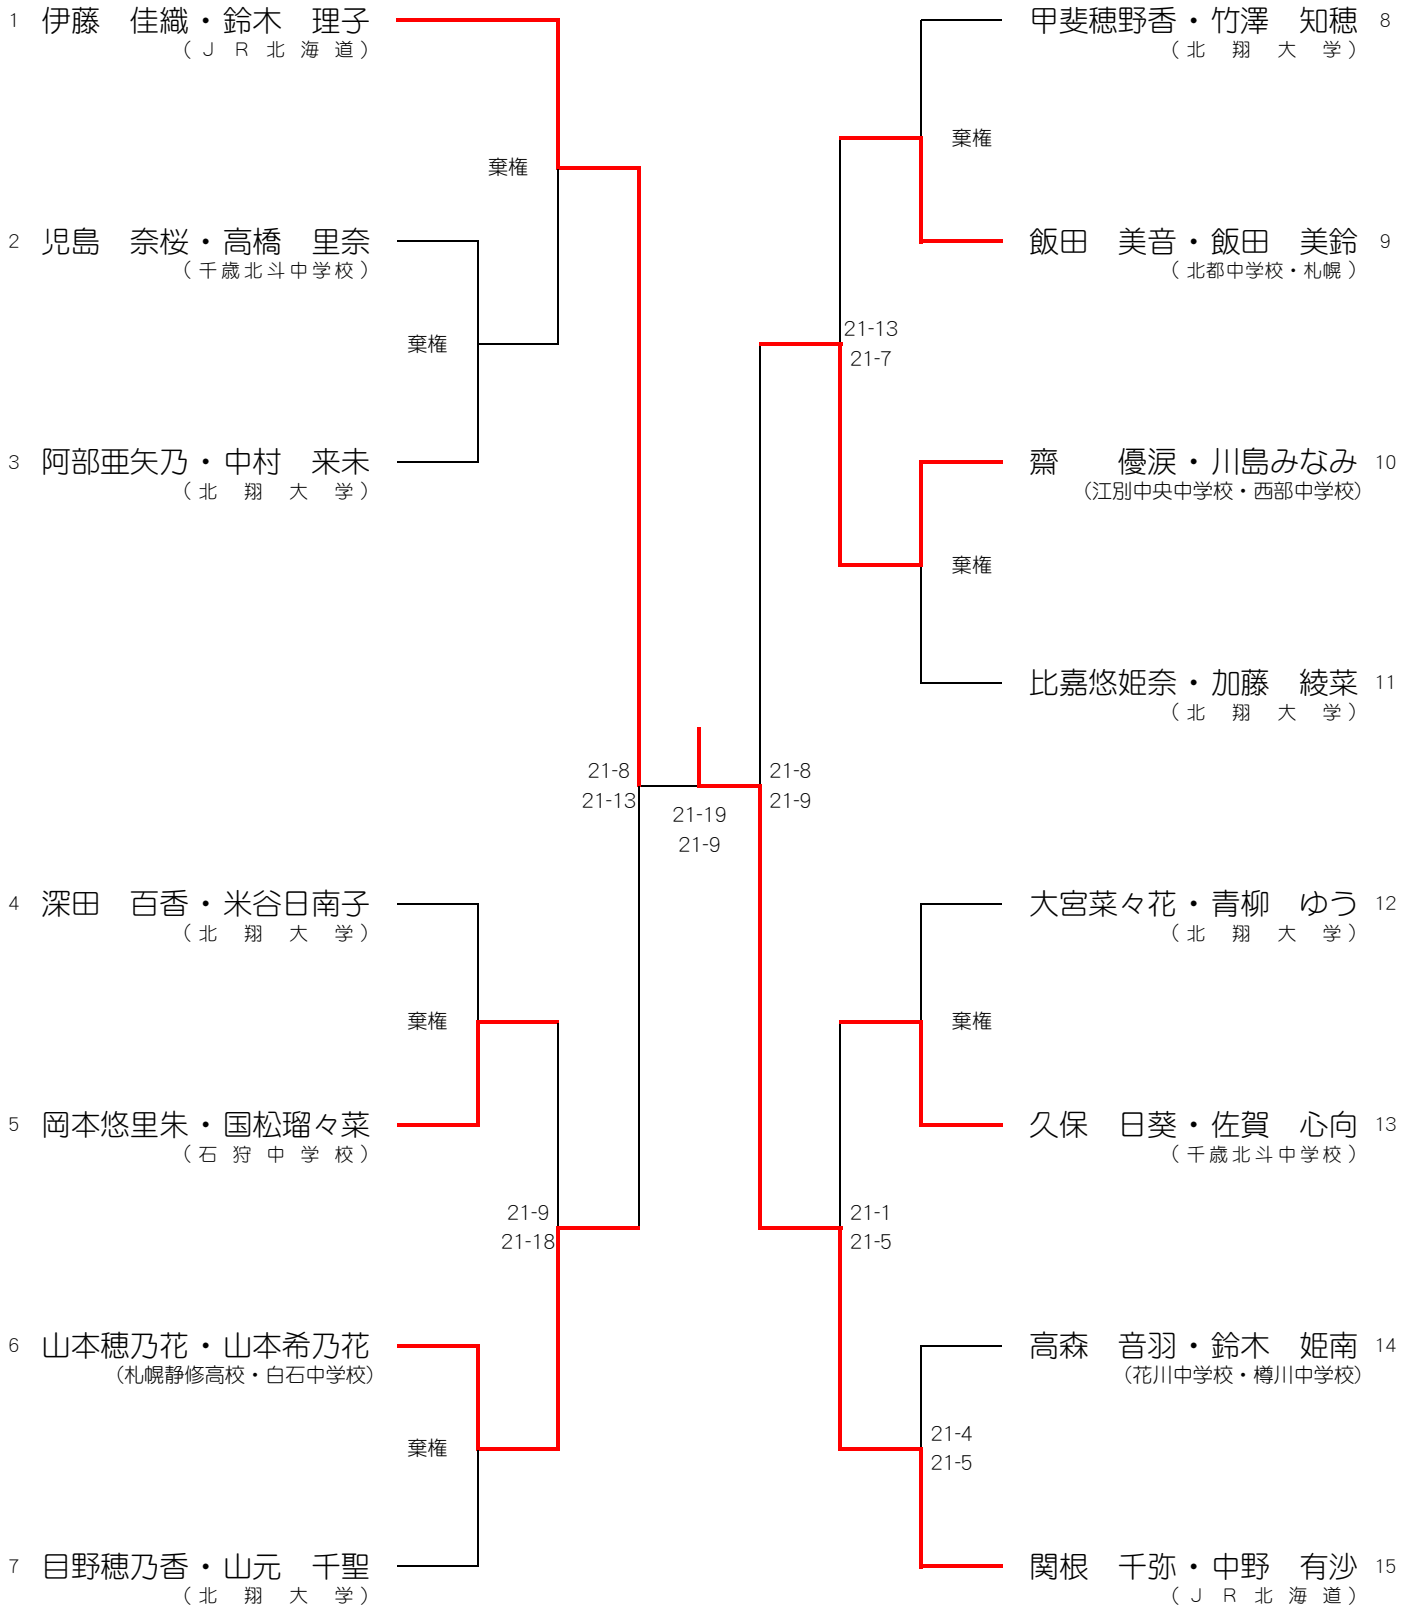 1 伊藤　佳織・鈴木　理子
（ＪＲ北海道）
棄権
2 児島　奈桜・高橋　里奈
（千歳北斗中学校）
棄権
3 阿部亜矢乃・中村　来未
（北翔大学）
21-8
21-13
21-19
21-9
4 深田　百香・米谷日南子
（北翔大学）
棄権
5 岡本悠里朱・国松瑠々菜
（石狩中学校）
21-9
21-18
6 山本穂乃花・山本希乃花
（札幌静修高校・白石中学校）
棄権
7 目野穂乃香・山元　千聖
（北翔大学）
甲斐穂野香・竹澤　知穂 8
（北翔大学）
棄権
飯田　美音・飯田　美鈴 9
（北都中学校・札幌）
21-13
21-7
齋　　優涙・川島みなみ 10
（江別中央中学校・西部中学校）
棄権
比嘉悠姫奈・加藤　綾菜 11
（北翔大学）
21-8
21-9
大宮菜々花・青柳　ゆう 12
（北翔大学）
棄権
久保　日葵・佐賀　心向 13
（千歳北斗中学校）
21-1
21-5
高森　音羽・鈴木　姫南 14
（花川中学校・樽川中学校）
21-4
21-5
関根　千弥・中野　有沙 15
（ＪＲ北海道）